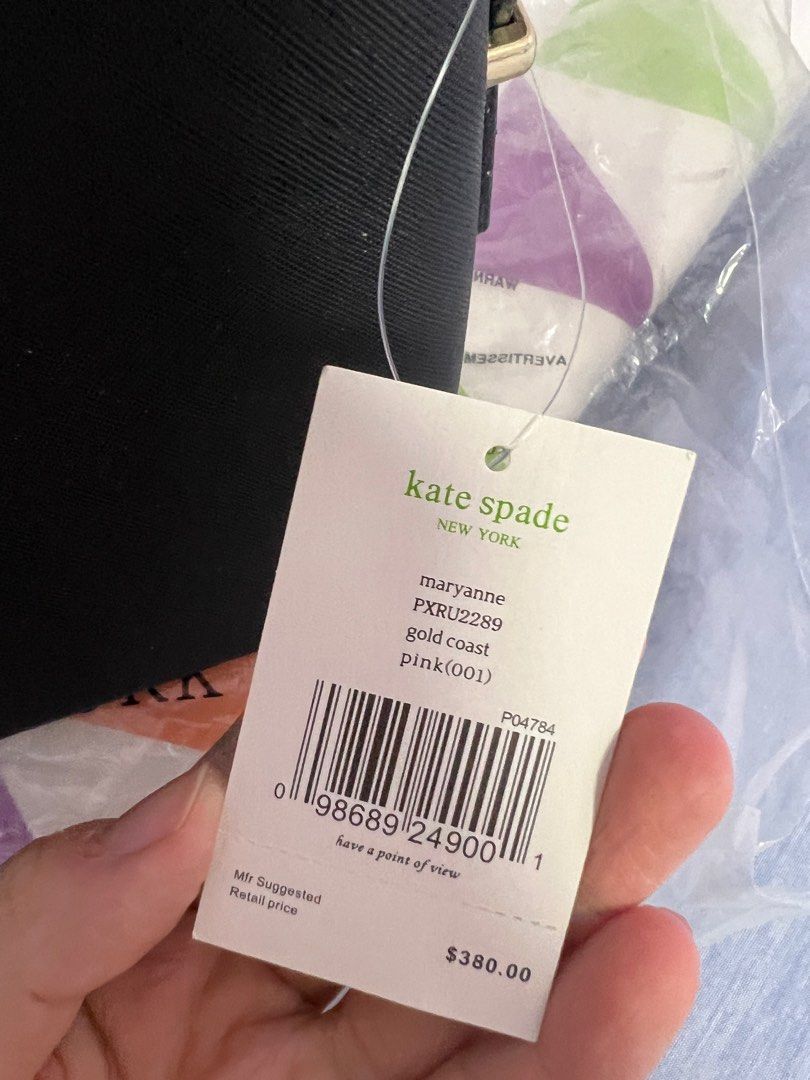 WARN
AVERTISSEM
kate spade
NEW YORK
maryanne
PXRU2289
gold coast
pink(001)
P04784
0 98689 24900 1
have a point of view
Mfr Suggested
Retail price
$380.00